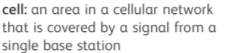 cell: an area in a cellular network
that is covered by a signal from a
single base station